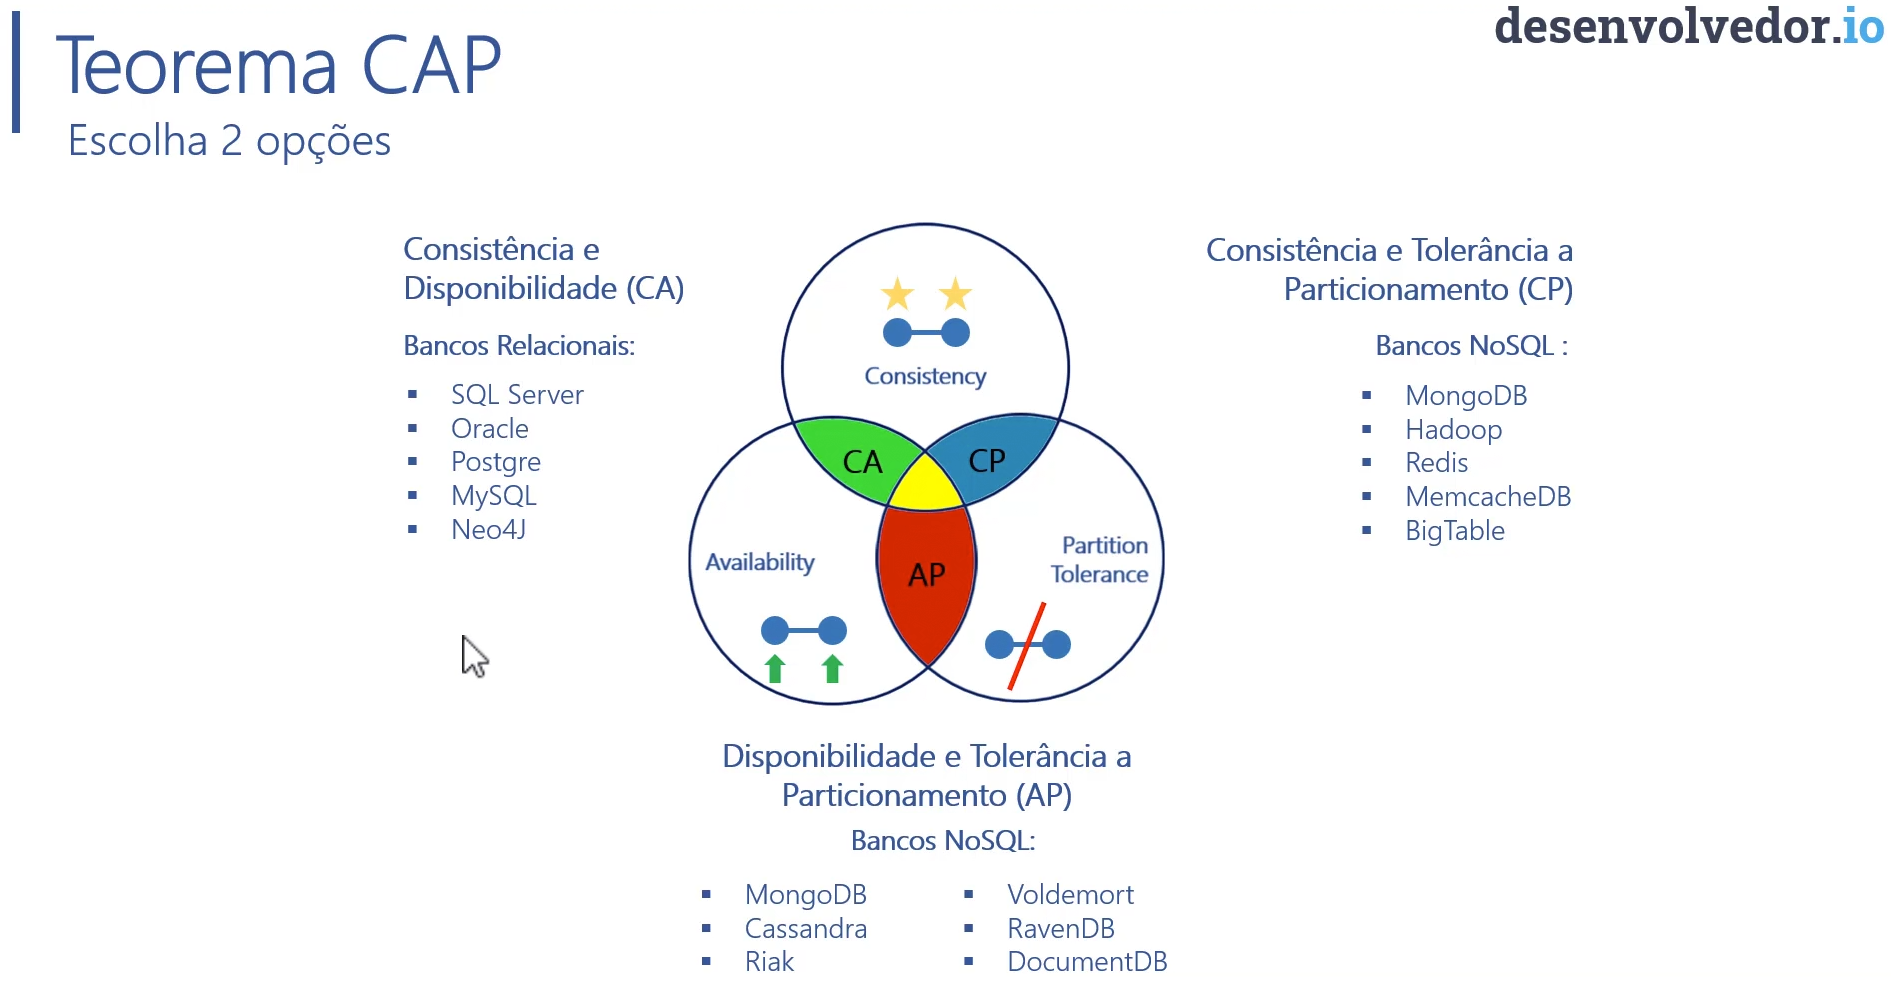 desenvolvedor.io
Teorema CAP
Escolha 2 opções
Consistência e
Disponibilidade (CA)
Bancos Relacionais:
▪ SQL Server
▪ Oracle
▪ Postgre
▪ MySQL
▪ Neo4J
Consistency
CA
CP
AP
Availability
Partition
Tolerance
Consistência e Tolerância a
Particionamento (CP)
Bancos NoSQL :
▪ MongoDB
▪ Hadoop
▪ Redis
▪ MemcacheDB
▪ BigTable
Disponibilidade e Tolerância a
Particionamento (AP)
Bancos NoSQL:
▪ MongoDB
▪ Cassandra
▪ Riak
▪ Voldemort
▪ RavenDB
▪ DocumentDB